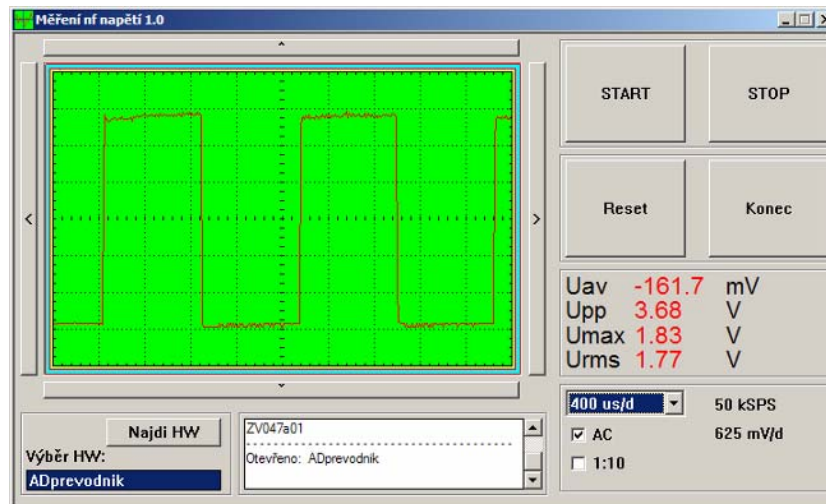 Měření nf napětí 1.0
START
STOP
Reset
Konec
Uav -161.7 mV
Upp 3.68 V
Umax 1.83 V
Urms 1.77 V
400 us/d
50 kSPS
AC
625 mV/d
1:10
Najdi HW
Výběr HW:
ADprevodnik
ZV047a01
Otevřeno: ADprevodnik